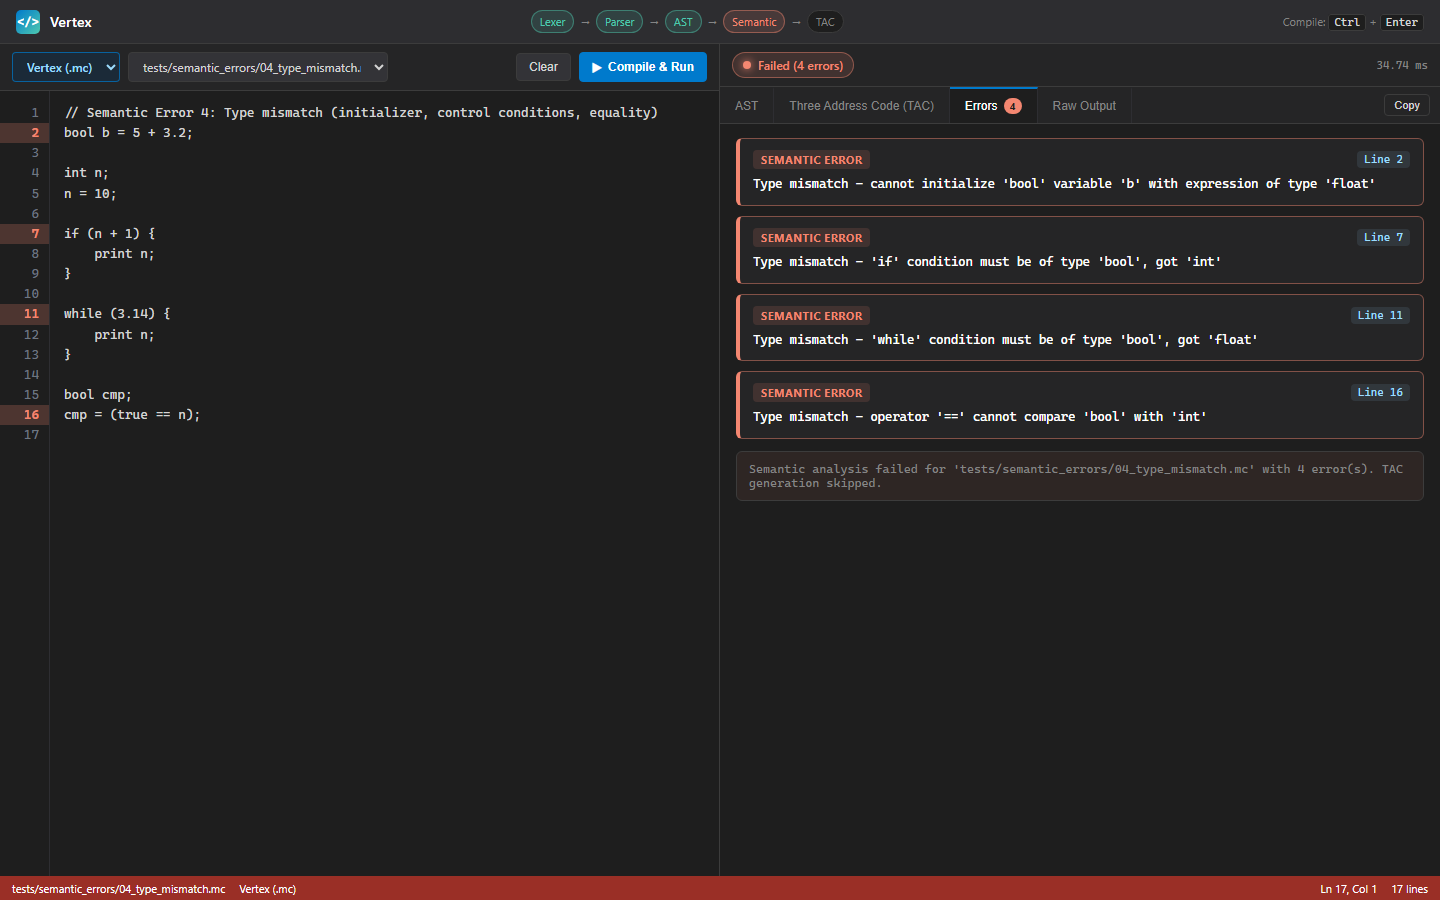 </> Vertex
Lexer → Parser → AST → Semantic → TAC
Compile: Ctrl + Enter
Vertex (.mc)
tests/semantic_errors/04_type_mismatch.
Clear
▶ Compile & Run
Failed (4 errors)
34.74 ms
AST
Three Address Code (TAC)
Errors 4
Raw Output
Copy
1 // Semantic Error 4: Type mismatch (initializer, control conditions, equality)
2 bool b = 5 + 3.2;
3
4 int n;
5 n = 10;
6
7 if (n + 1) {
8     print n;
9 }
10
11 while (3.14) {
12     print n;
13 }
14
15 bool cmp;
16 cmp = (true == n);
17
SEMANTIC ERROR Line 2
Type mismatch - cannot initialize 'bool' variable 'b' with expression of type 'float'
SEMANTIC ERROR Line 7
Type mismatch - 'if' condition must be of type 'bool', got 'int'
SEMANTIC ERROR Line 11
Type mismatch - 'while' condition must be of type 'bool', got 'float'
SEMANTIC ERROR Line 16
Type mismatch - operator '==' cannot compare 'bool' with 'int'
Semantic analysis failed for 'tests/semantic_errors/04_type_mismatch.mc' with 4 error(s). TAC
generation skipped.
tests/semantic_errors/04_type_mismatch.mc Vertex (.mc)
Ln 17, Col 1 17 lines